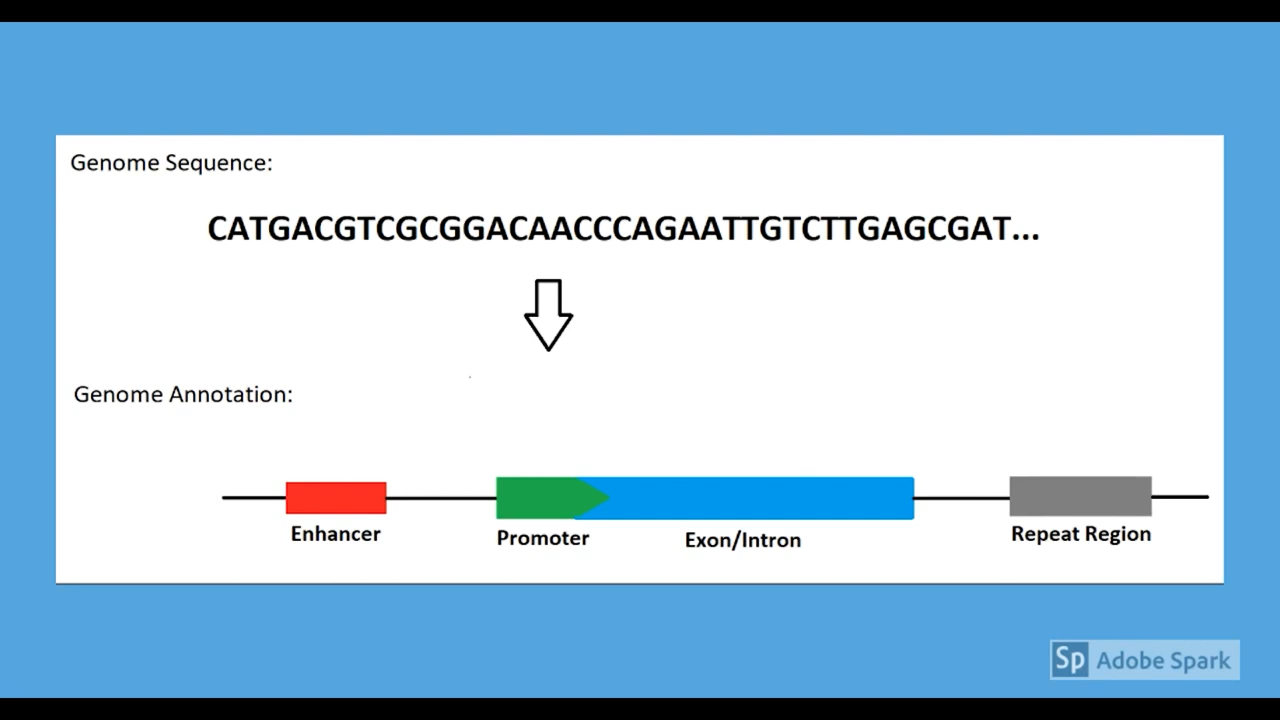 Genome Sequence:
CATGACGTCGCGGACAACCCAGAATTGTCTTGAGCGAT...
Genome Annotation:
Enhancer
Promoter
Exon/Intron
Repeat Region
Sp Adobe Spark